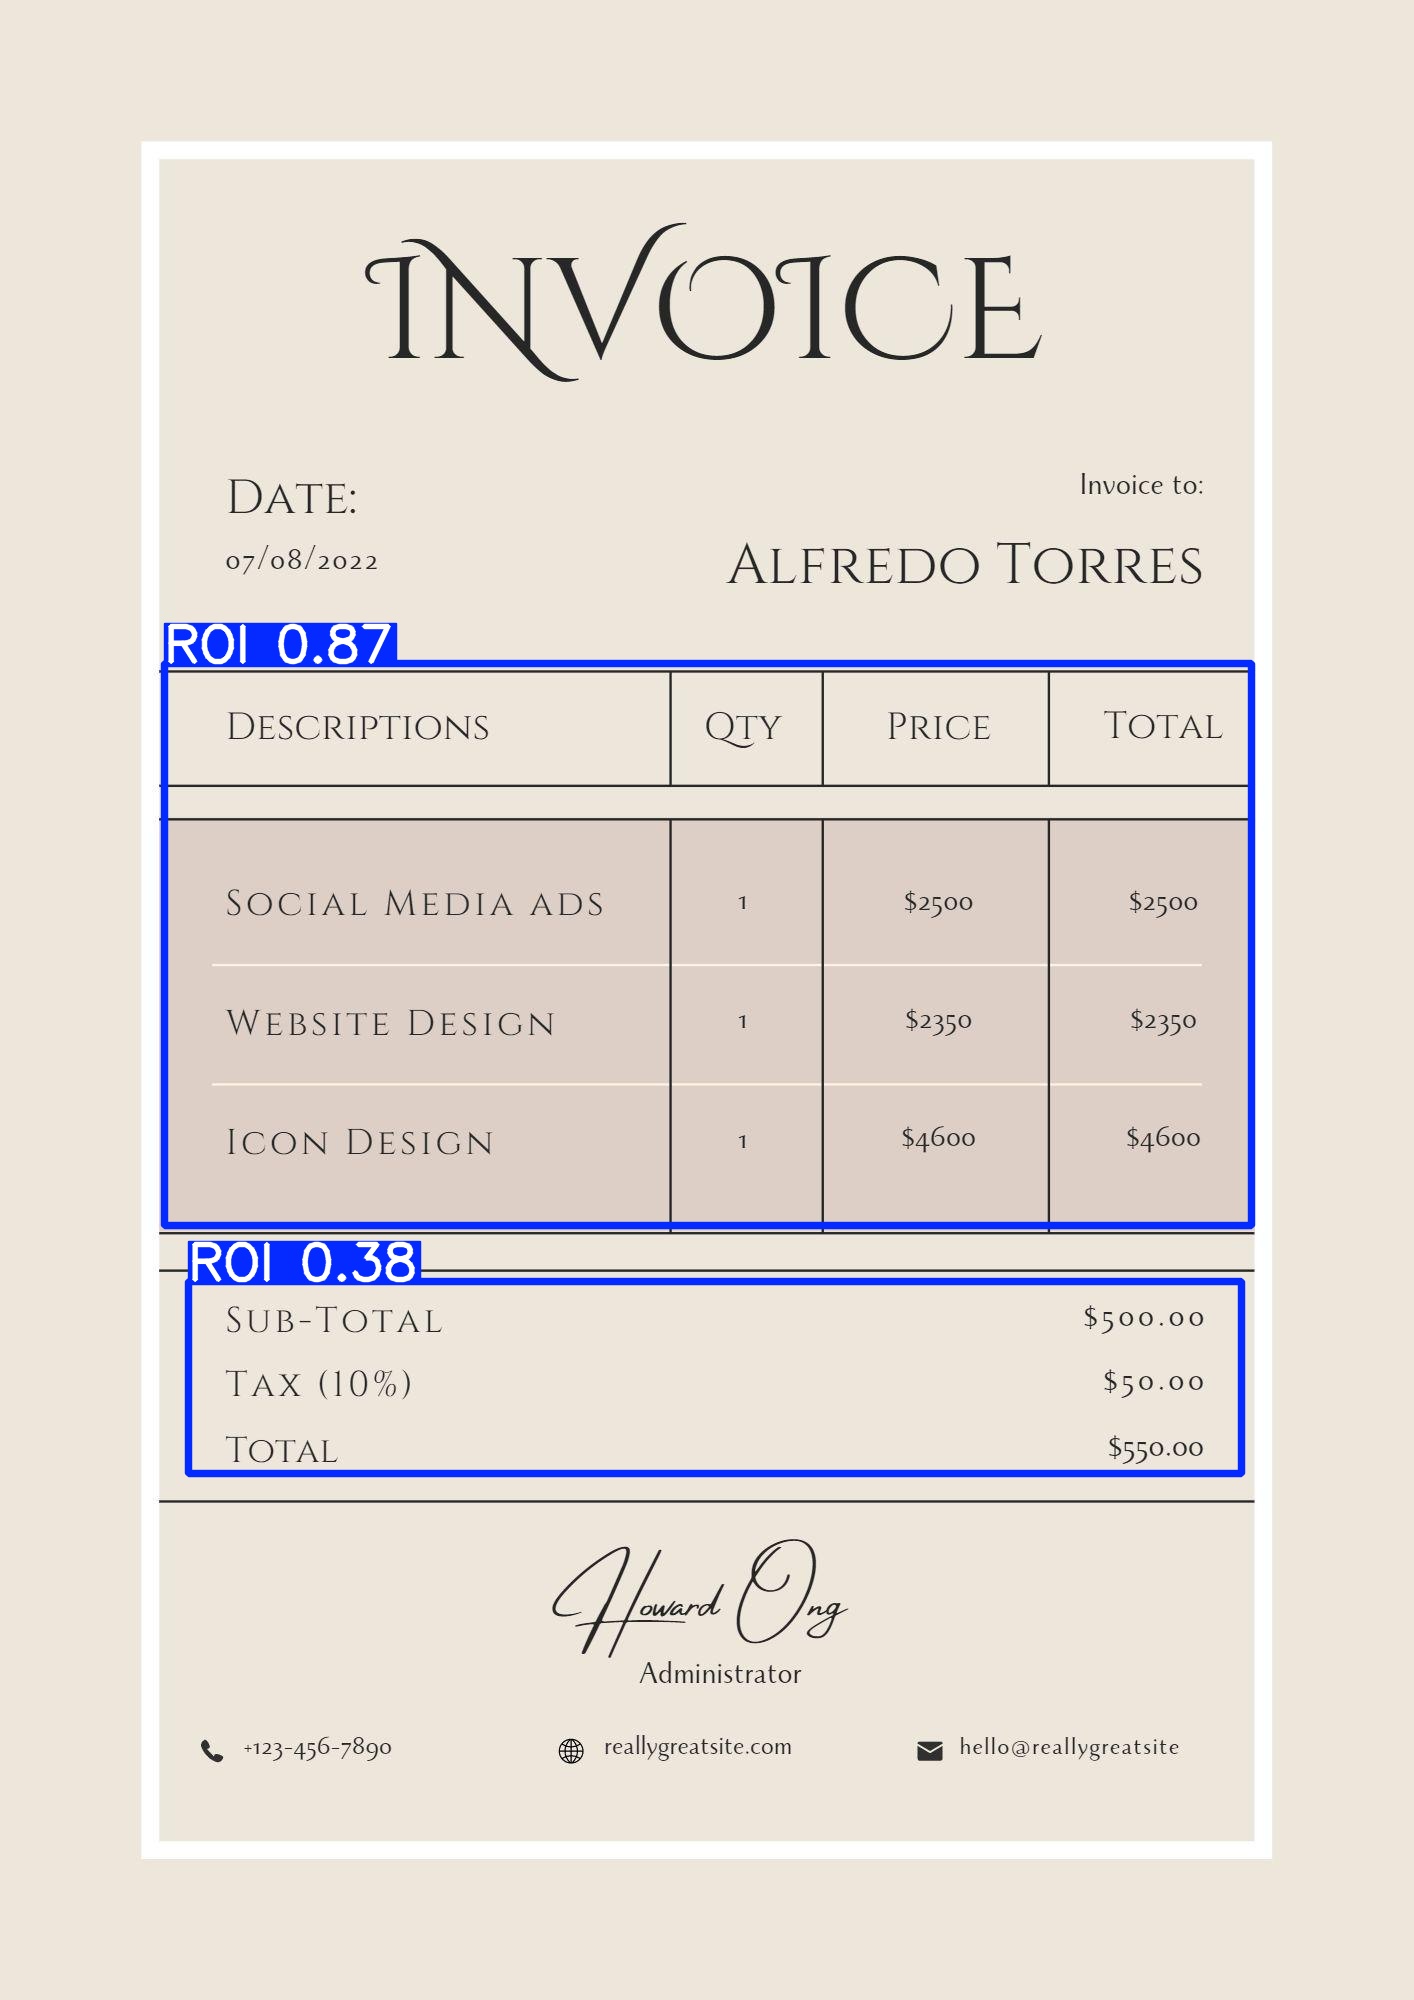 INVOICE
DATE:
07/08/2022
Invoice to:
ALFREDO TORRES
ROI 0.87
DESCRIPTIONS QTY PRICE TOTAL
SOCIAL MEDIA ADS 1 $2500 $2500
WEBSITE DESIGN 1 $2350 $2350
ICON DESIGN 1 $4600 $4600
ROI 0.38
SUB-TOTAL $500.00
TAX (10%) $50.00
TOTAL $550.00
Howard Ong
Administrator
+123-456-7890 reallygreatsite.com hello@reallygreatsite